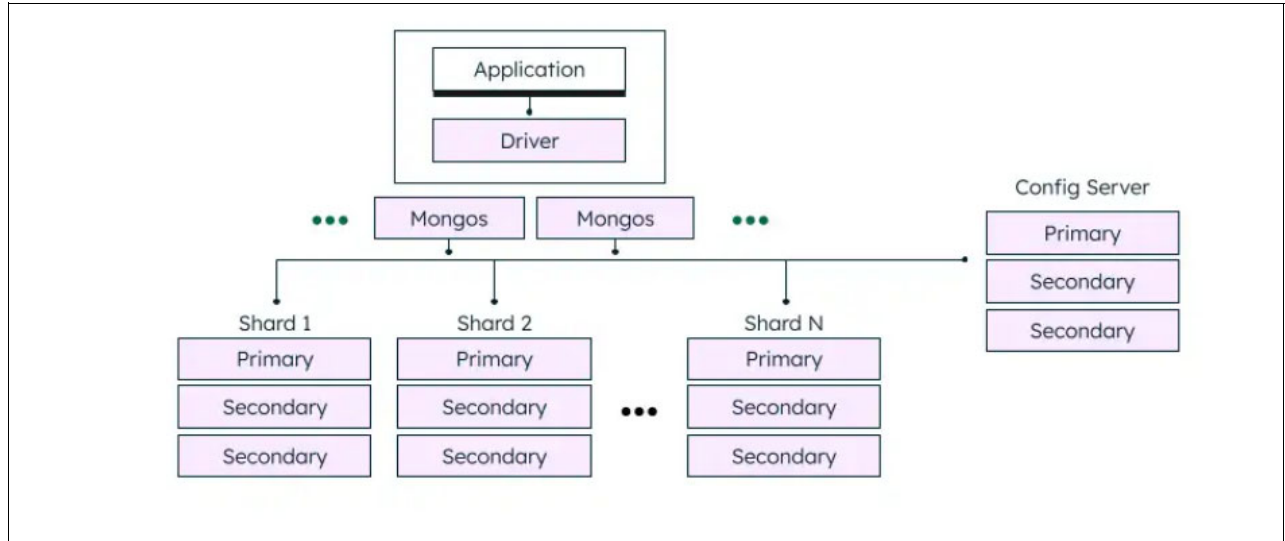 Application
Driver
Mongos
Mongos
Config Server
Primary
Secondary
Secondary
Shard 1
Primary
Secondary
Secondary
Shard 2
Primary
Secondary
Secondary
Shard N
Primary
Secondary
Secondary